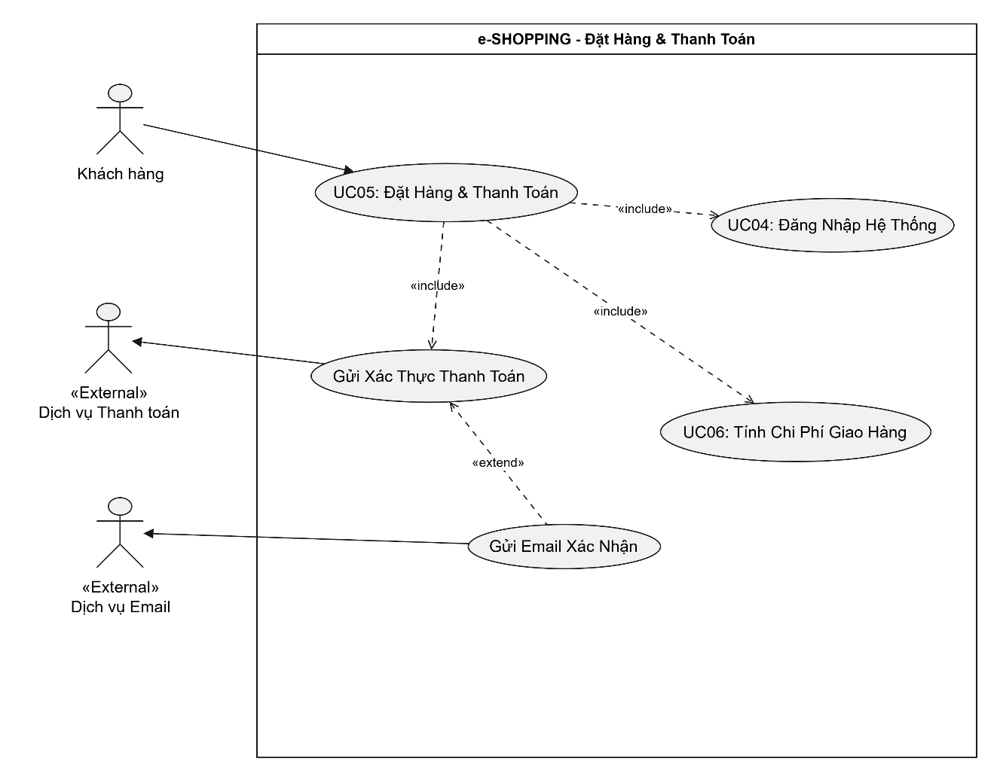 e-SHOPPING - Đặt Hàng & Thanh Toán
Khách hàng
UC05: Đặt Hàng & Thanh Toán
«include»
UC04: Đăng Nhập Hệ Thống
«include»
«include»
Gửi Xác Thực Thanh Toán
«External»
Dịch vụ Thanh toán
UC06: Tính Chi Phí Giao Hàng
«extend»
Gửi Email Xác Nhận
«External»
Dịch vụ Email